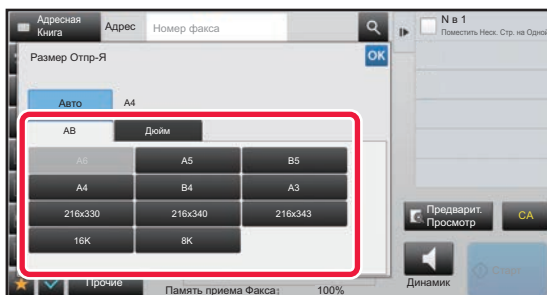 Адресная
Книга
Адрес
Номер факса
N в 1
Поместить Неск. Стр. на Одной
Размер Отпр-Я
OK
Авто
A4
AB
Дюйм
A6
A5
B5
A4
B4
A3
216x330
216x340
216x343
16K
8K
Предварит.
Просмотр
CA
Динамик
Старт
Прочие
Память приема Факса:
100%